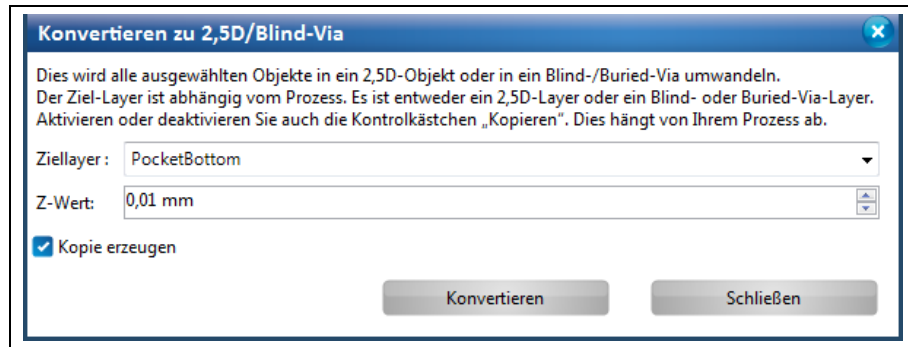 Konvertieren zu 2,5D/Blind-Via
Dies wird alle ausgewählten Objekte in ein 2,5D-Objekt oder in ein Blind-/Buried-Via umwandeln.
Der Ziel-Layer ist abhängig vom Prozess. Es ist entweder ein 2,5D-Layer oder ein Blind- oder Buried-Via-Layer.
Aktivieren oder deaktivieren Sie auch die Kontrolkästchen „Kopieren“. Dies hängt von Ihrem Prozess ab.
Ziellayer : PocketBottom
Z-Wert: 0,01 mm
Kopie erzeugen
Konvertieren Schließen